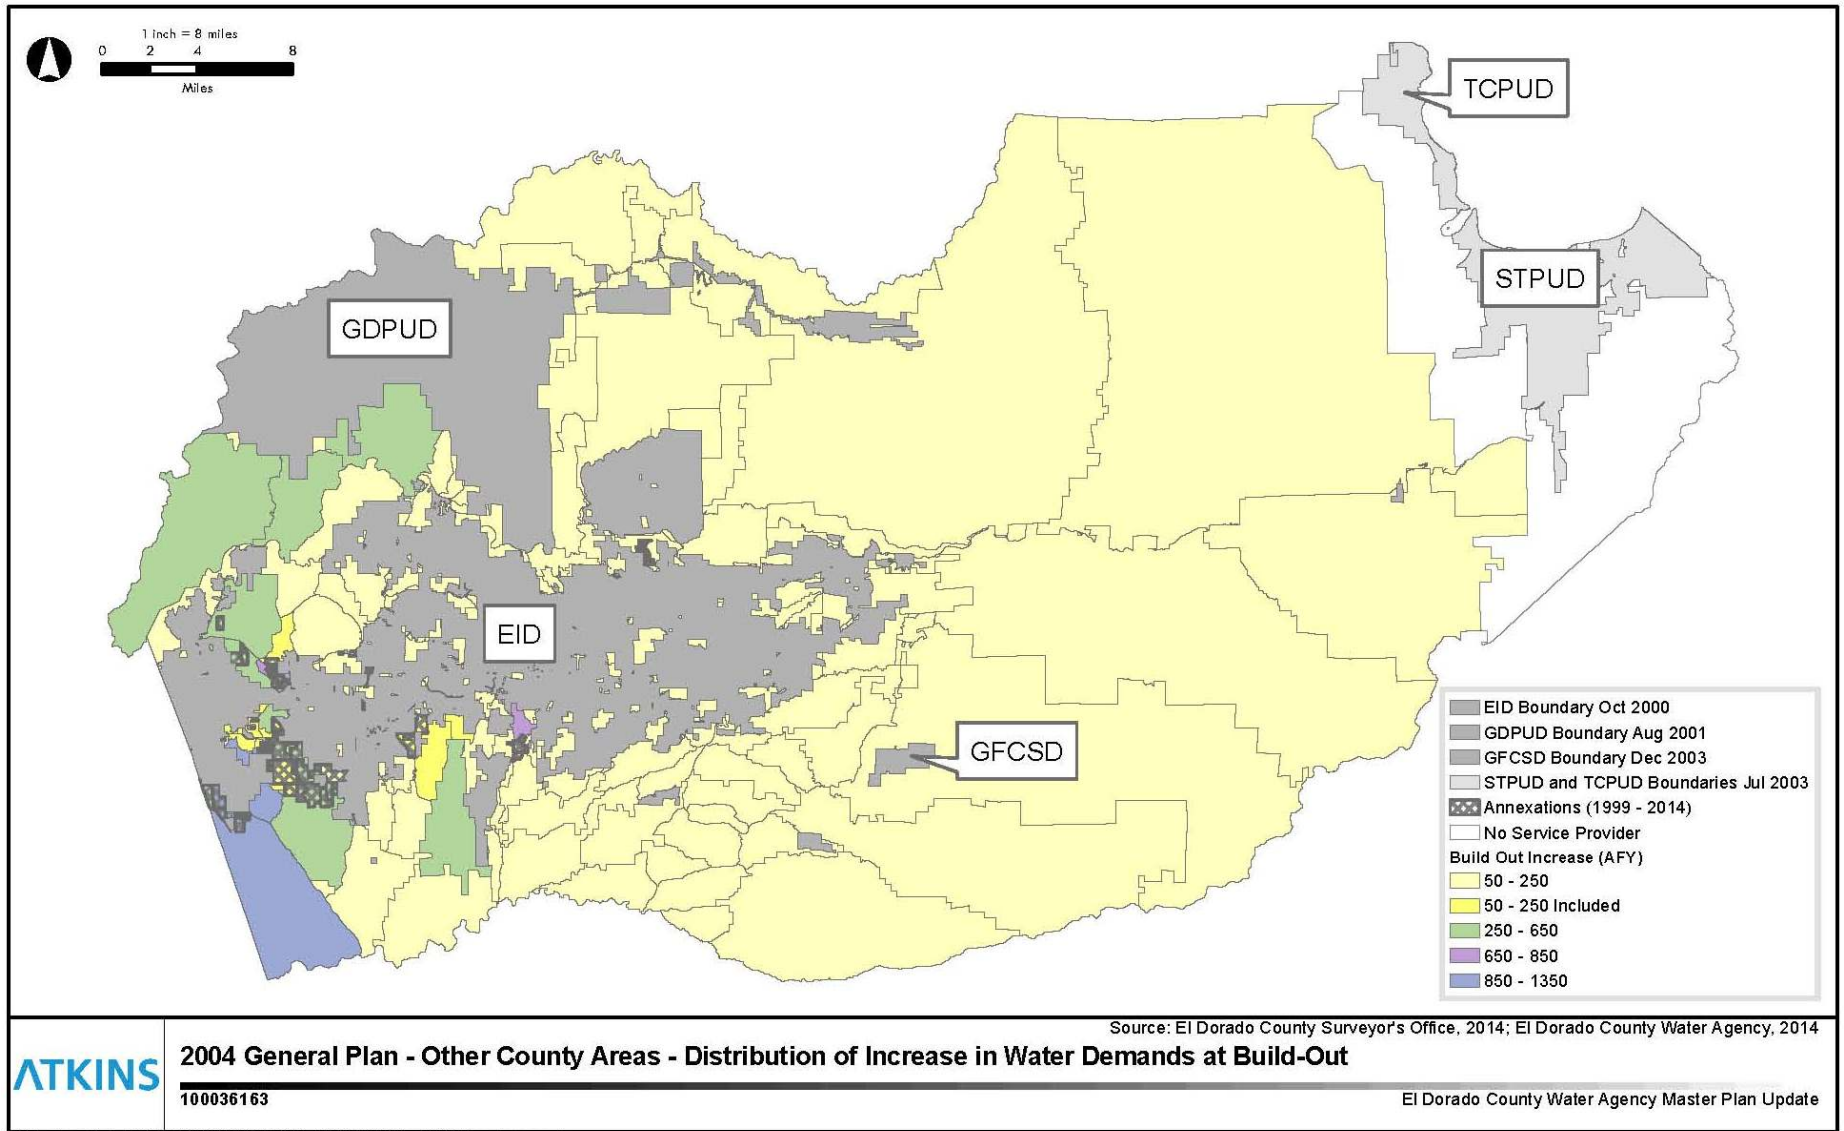 1 inch = 8 miles
0 2 4 8
Miles
TCPUD
STPUD
GDPUD
EID
GFCSD
EID Boundary Oct 2000
GDPUD Boundary Aug 2001
GFCSD Boundary Dec 2003
STPUD and TCPUD Boundaries Jul 2003
Annexations (1999 - 2014)
No Service Provider
Build Out Increase (AFY)
50 - 250
50 - 250 Included
250 - 650
650 - 850
850 - 1350
Source: El Dorado County Surveyor's Office, 2014; El Dorado County Water Agency, 2014
ATKINS
2004 General Plan - Other County Areas - Distribution of Increase in Water Demands at Build-Out
100036163
El Dorado County Water Agency Master Plan Update